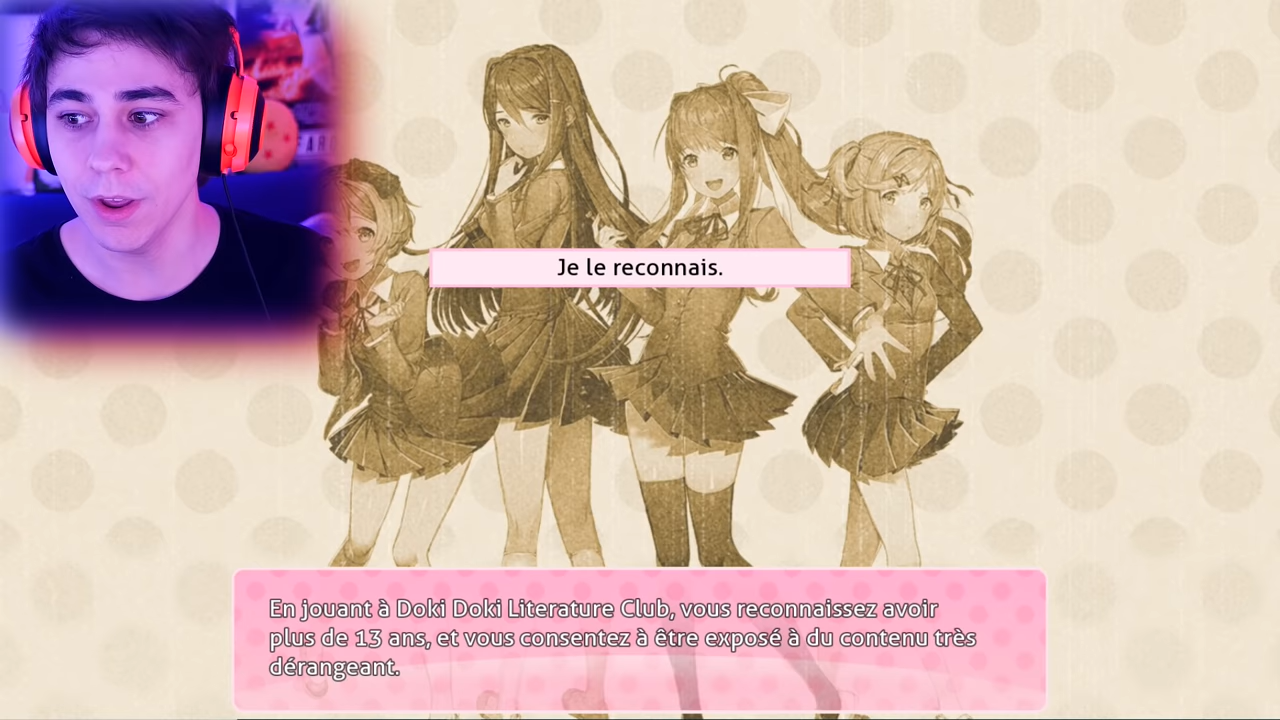 Je le reconnais.
En jouant à Doki Doki Literature Club, vous reconnaissez avoir
plus de 13 ans, et vous consentez à être exposé à du contenu très
dérangeant.